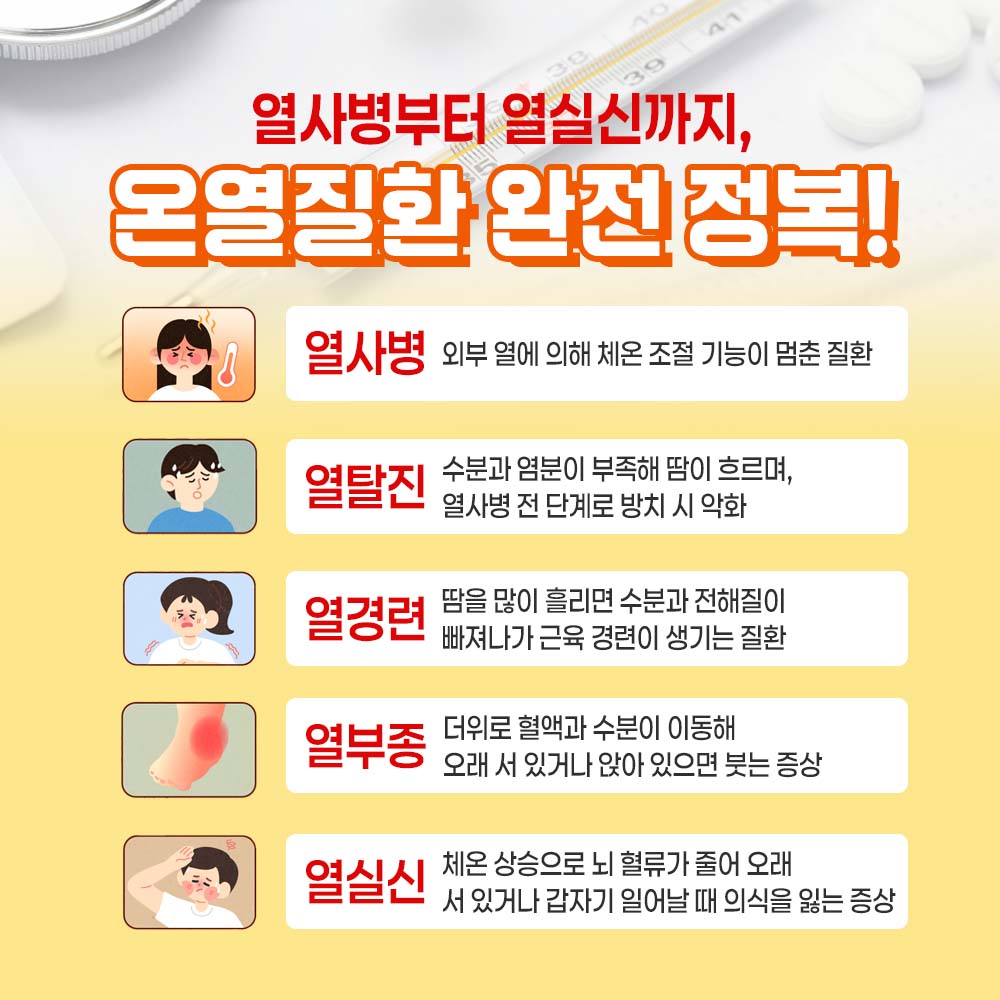 열사병부터 열실신까지,
온열질환 완전 정복!
열사병
외부 열에 의해 체온 조절 기능이 멈춘 질환
열탈진
수분과 염분이 부족해 땀이 흐르며,
열사병 전 단계로 방치 시 악화
열경련
땀을 많이 흘리면 수분과 전해질이
빠져나가 근육 경련이 생기는 질환
열부종
더위로 혈액과 수분이 이동해
오래 서 있거나 앉아 있으면 붓는 증상
열실신
체온 상승으로 뇌 혈류가 줄어 오래
서 있거나 갑자기 일어날 때 의식을 잃는 증상
38
39
40
41
35